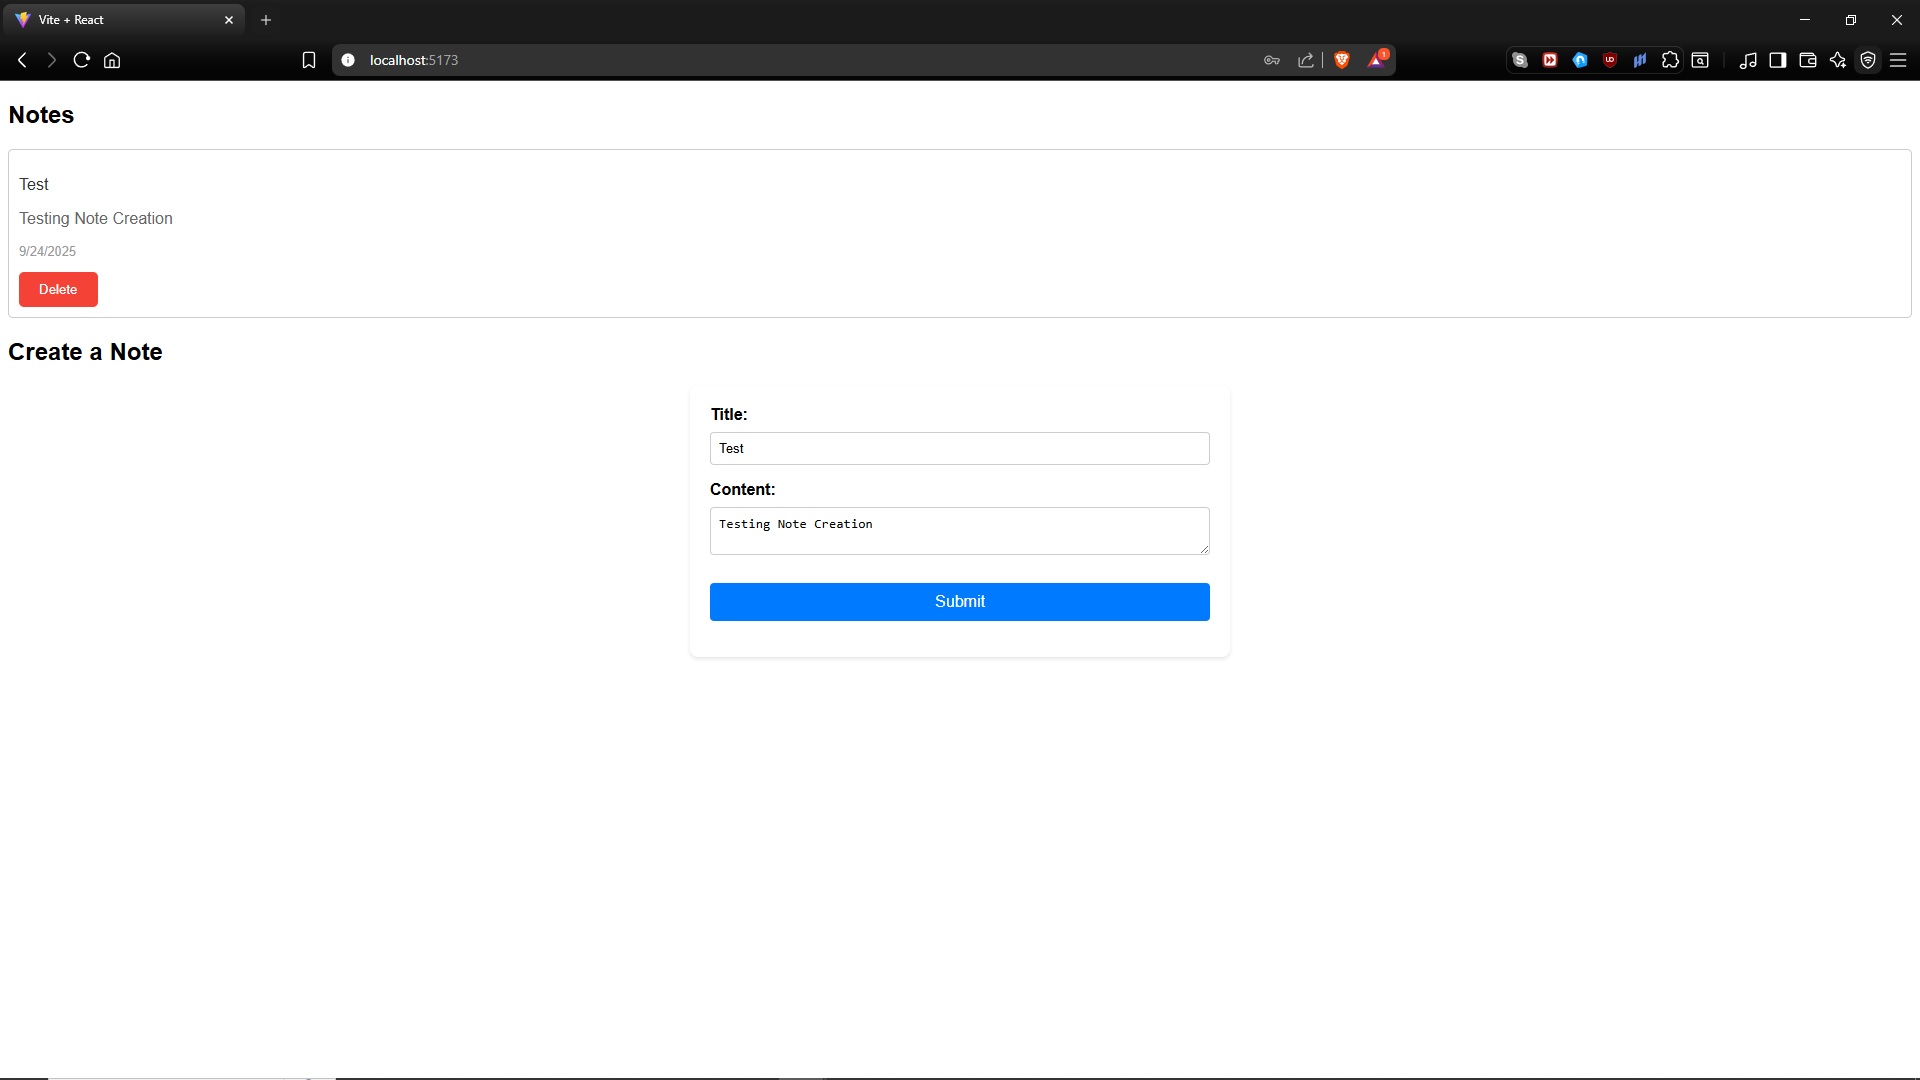 Vite + React
localhost:5173
1
Notes
Test
Testing Note Creation
9/24/2025
Delete
Create a Note
Title:
Test
Content:
Testing Note Creation
Submit